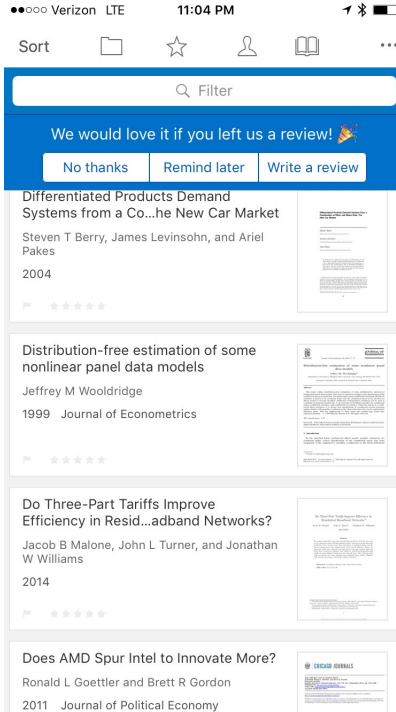 Verizon LTE 11:04 PM
Sort
Filter
We would love it if you left us a review! 🎉
No thanks Remind later Write a review
Differentiated Products Demand
Systems from a Co...he New Car Market
Steven T Berry, James Levinsohn, and Ariel
Pakes
2004
Distribution-free estimation of some
nonlinear panel data models
Jeffrey M Wooldridge
1999 Journal of Econometrics
Do Three-Part Tariffs Improve
Efficiency in Resid...adband Networks?
Jacob B Malone, John L Turner, and Jonathan
W Williams
2014
Does AMD Spur Intel to Innovate More?
Ronald L Goettler and Brett R Gordon
2011 Journal of Political Economy
CHICAGO JOURNALS